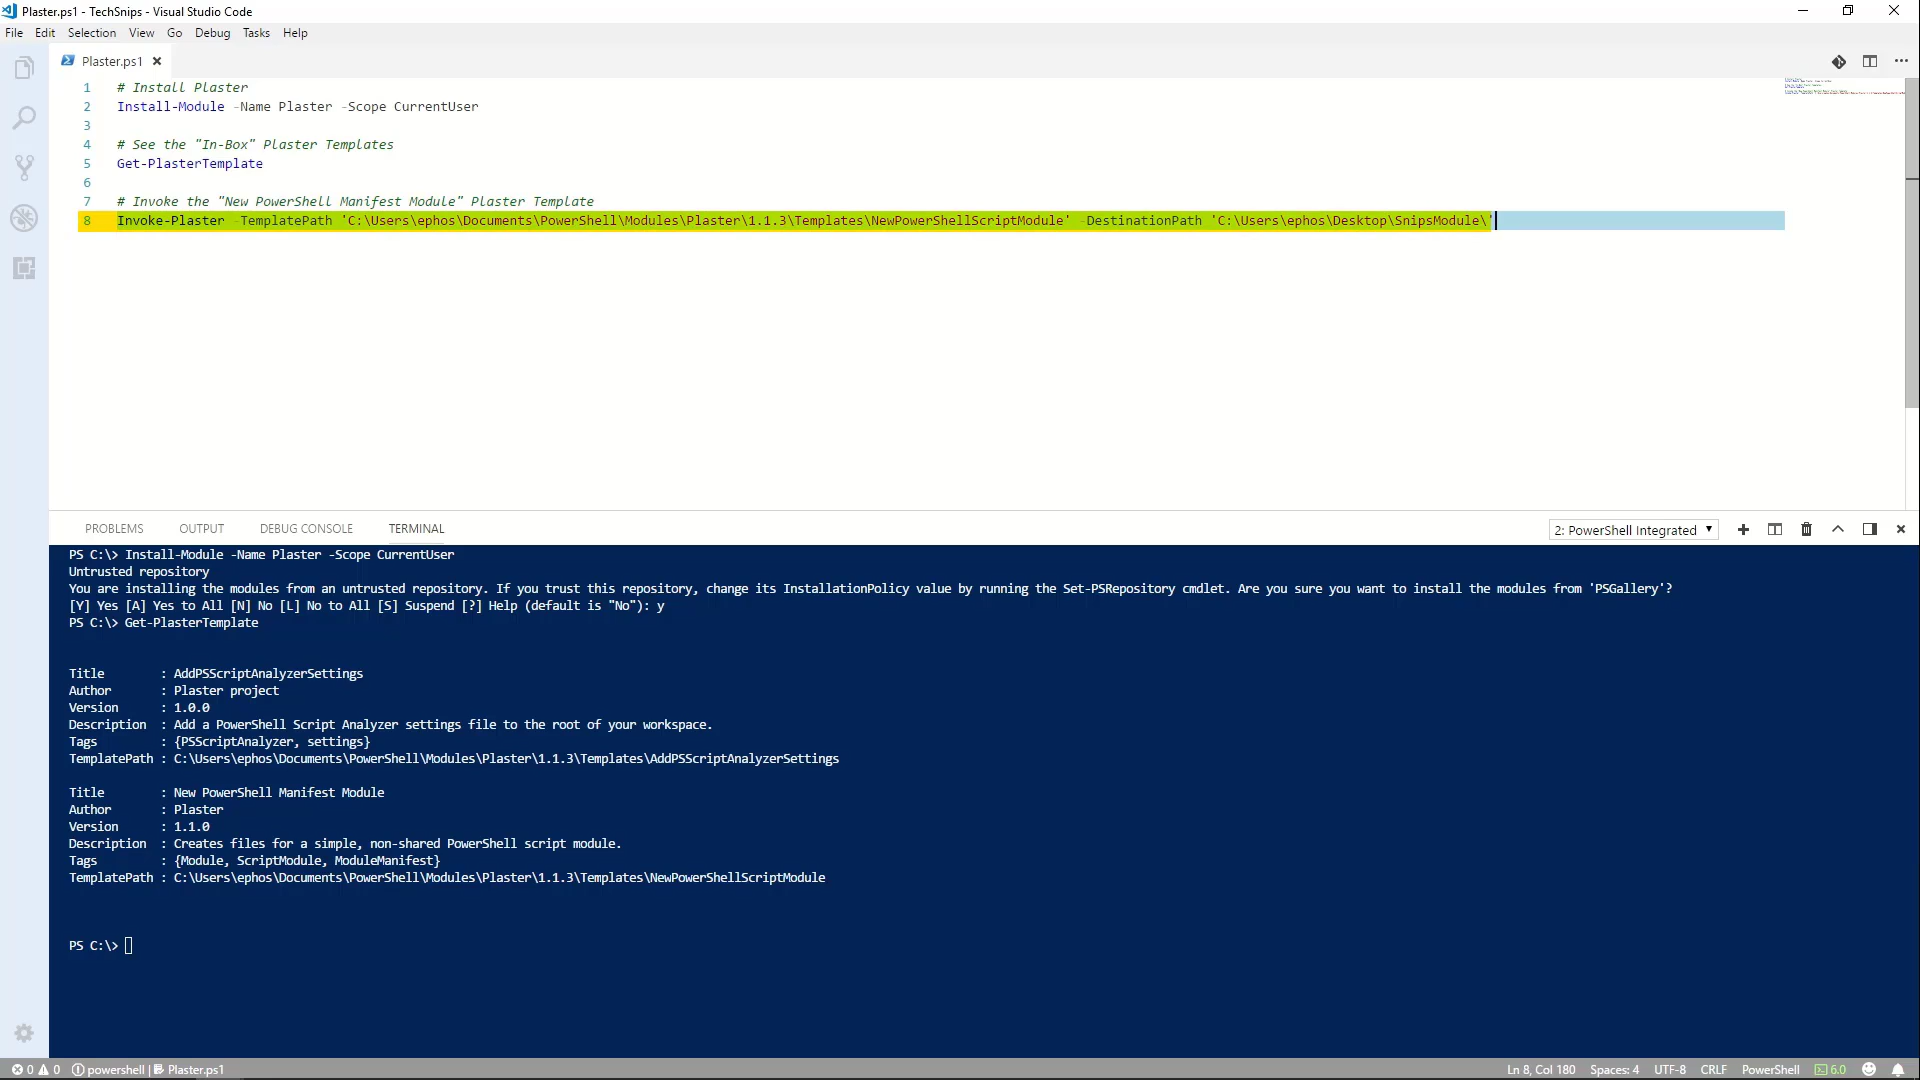 Plaster.ps1 - TechSnips - Visual Studio Code
File Edit Selection View Go Debug Tasks Help
Plaster.ps1
1 # Install Plaster
2 Install-Module -Name Plaster -Scope CurrentUser
3
4 # See the "In-Box" Plaster Templates
5 Get-PlasterTemplate
6
7 # Invoke the "New PowerShell Manifest Module" Plaster Template
8 Invoke-Plaster -TemplatePath 'C:\Users\ephos\Documents\PowerShell\Modules\Plaster\1.1.3\Templates\NewPowerShellScriptModule' -DestinationPath 'C:\Users\ephos\Desktop\SnipsModule\'
PROBLEMS OUTPUT DEBUG CONSOLE TERMINAL 2: PowerShell Integrated
PS C:\> Install-Module -Name Plaster -Scope CurrentUser
Untrusted repository
You are installing the modules from an untrusted repository. If you trust this repository, change its InstallationPolicy value by running the Set-PSRepository cmdlet. Are you sure you want to install the modules from 'PSGallery'?
[Y] Yes [A] Yes to All [N] No [L] No to All [S] Suspend [?] Help (default is "No"): y
PS C:\> Get-PlasterTemplate
Title : AddPSScriptAnalyzerSettings
Author : Plaster project
Version : 1.0.0
Description : Add a PowerShell Script Analyzer settings file to the root of your workspace.
Tags : {PSScriptAnalyzer, settings}
TemplatePath : C:\Users\ephos\Documents\PowerShell\Modules\Plaster\1.1.3\Templates\AddPSScriptAnalyzerSettings
Title : New PowerShell Manifest Module
Author : Plaster
Version : 1.1.0
Description : Creates files for a simple, non-shared PowerShell script module.
Tags : {Module, ScriptModule, ModuleManifest}
TemplatePath : C:\Users\ephos\Documents\PowerShell\Modules\Plaster\1.1.3\Templates\NewPowerShellScriptModule
PS C:\>
0 0 powershell | Plaster.ps1 Ln 8, Col 180 Spaces: 4 UTF-8 CRLF PowerShell 6.0